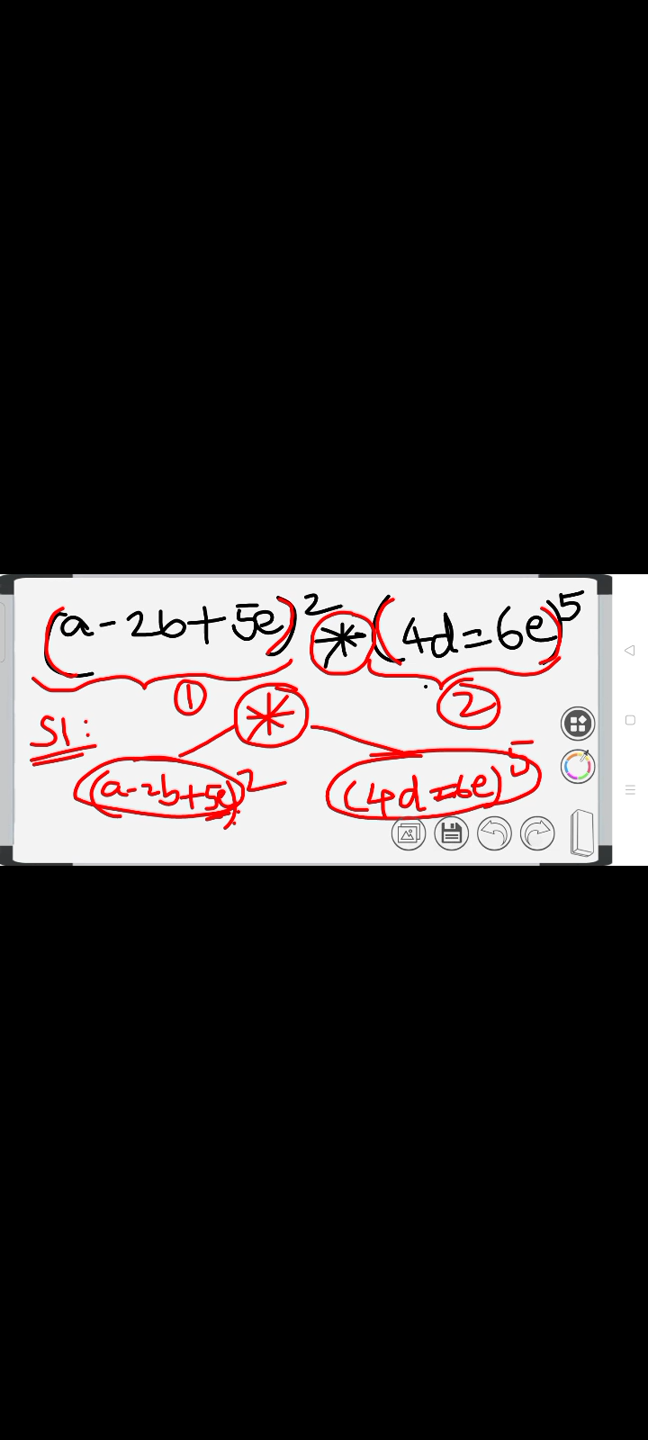 (a-2b+5e)² * (4d=6e)⁵
① ②
S1: *
(a-2b+5e)² (4d=6e)⁵